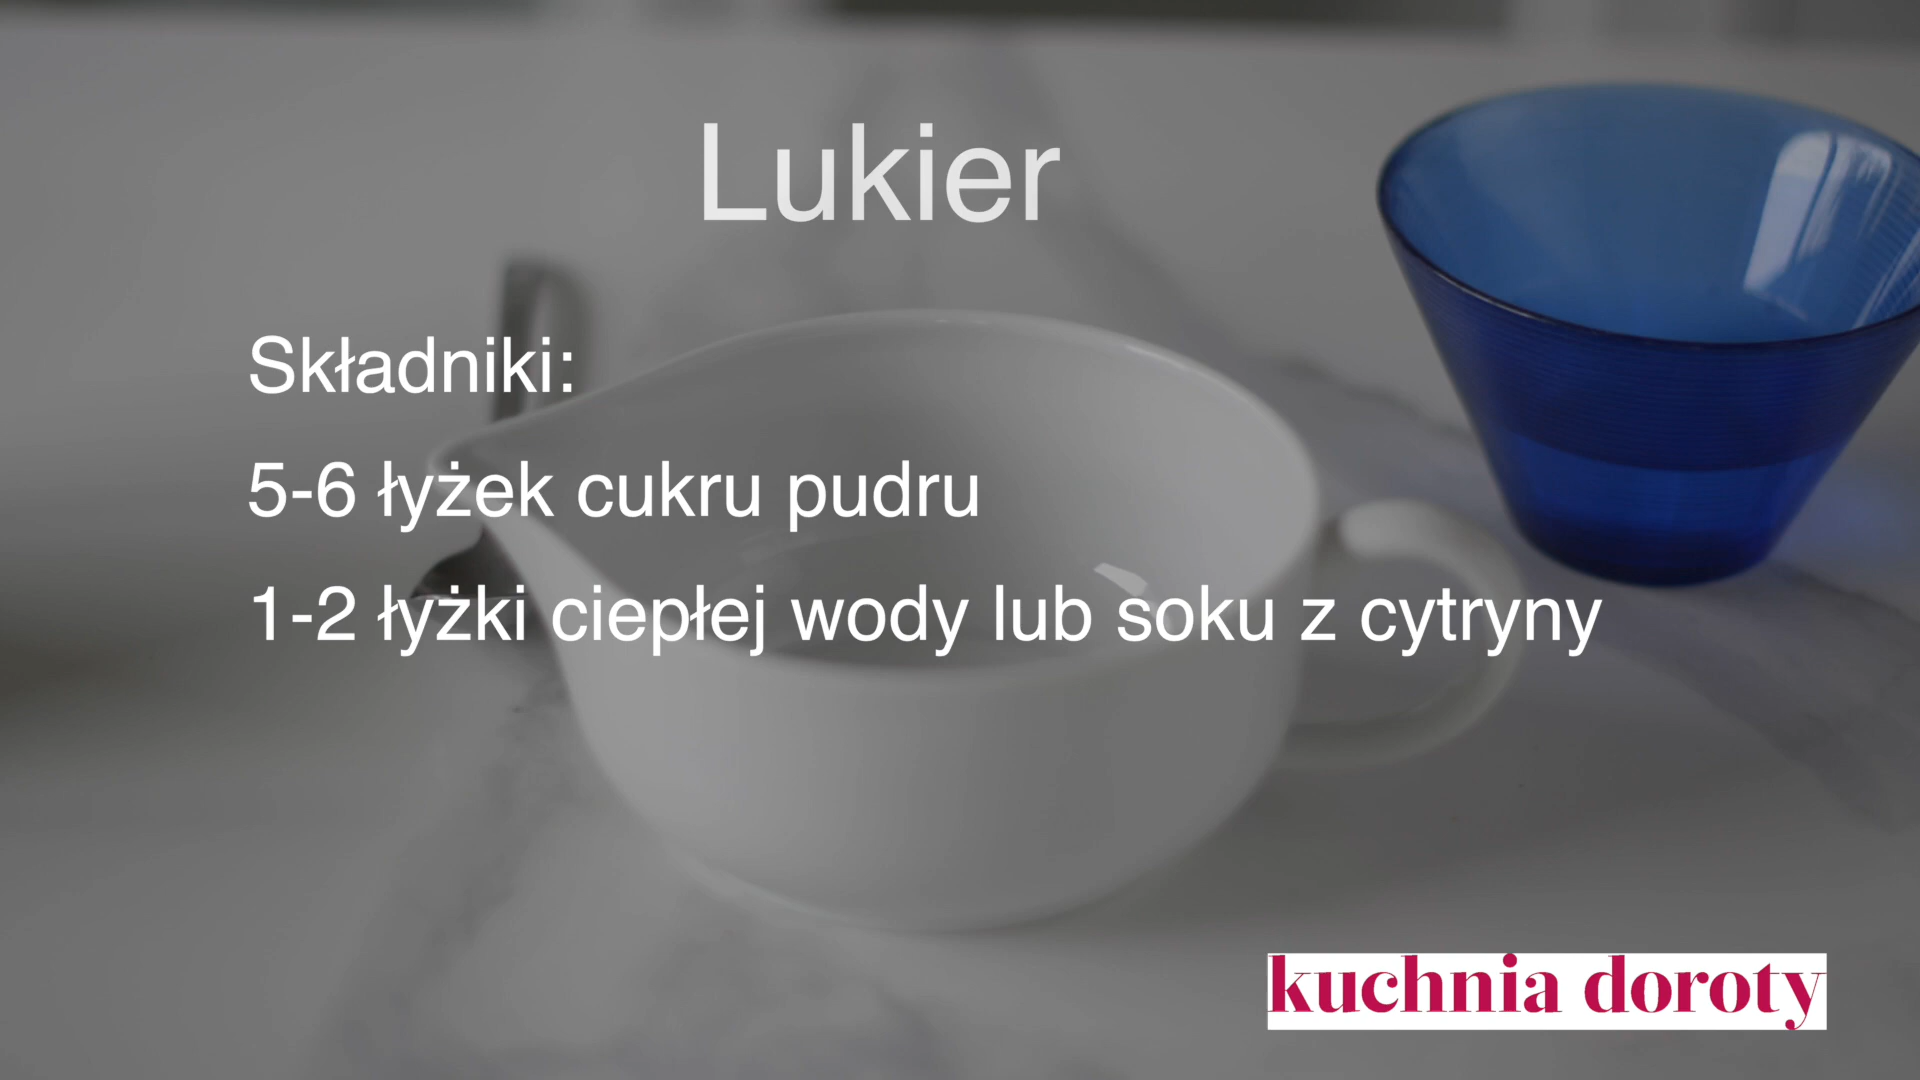 Lukier
Składniki:
5-6 łyżek cukru pudru
1-2 łyżki ciepłej wody lub soku z cytryny
kuchnia doroty